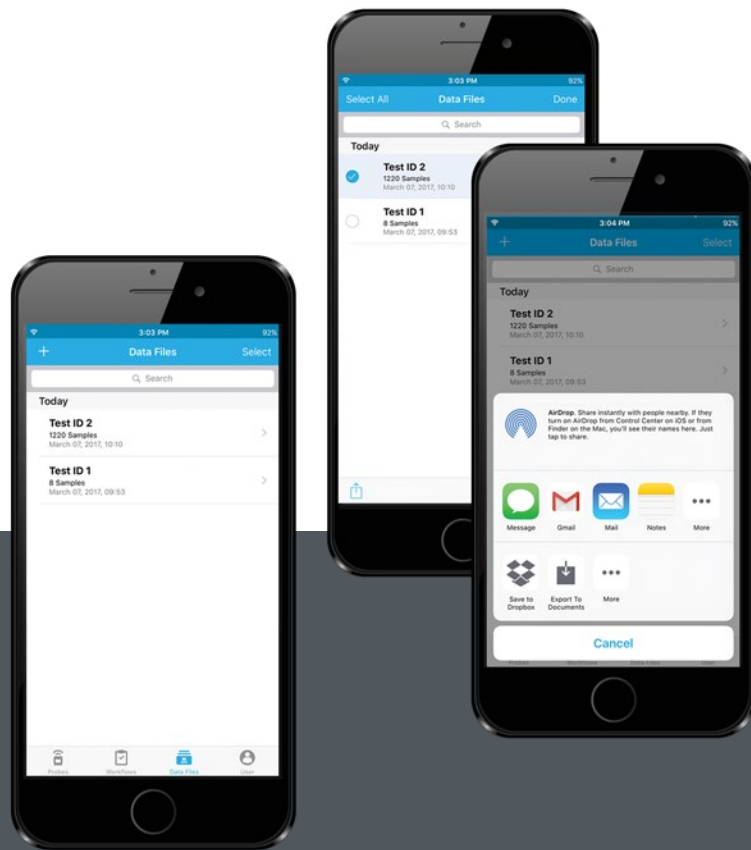 3:03 PM
92%
Data Files
Select
Search
Today
Test ID 2
1220 Samples
March 07, 2017, 10:10
Test ID 1
8 Samples
March 07, 2017, 09:53
Probes
Workflows
Data Files
User
3:03 PM
92%
Select All
Data Files
Done
Search
Today
Test ID 2
1220 Samples
March 07, 2017, 10:10
Test ID 1
8 Samples
March 07, 2017, 09:53
3:04 PM
92%
Data Files
Select
Search
Today
Test ID 2
1220 Samples
March 07, 2017, 10:10
Test ID 1
8 Samples
March 07, 2017, 09:53
AirDrop. Share instantly with people nearby. If they
turn on AirDrop from Control Center on iOS or from
Finder on the Mac, you'll see their names here. Just
tap to share.
Message
Gmail
Mail
Notes
More
Save to
Dropbox
Export To
Documents
More
Cancel
Probes
Workflows
Data Files
User